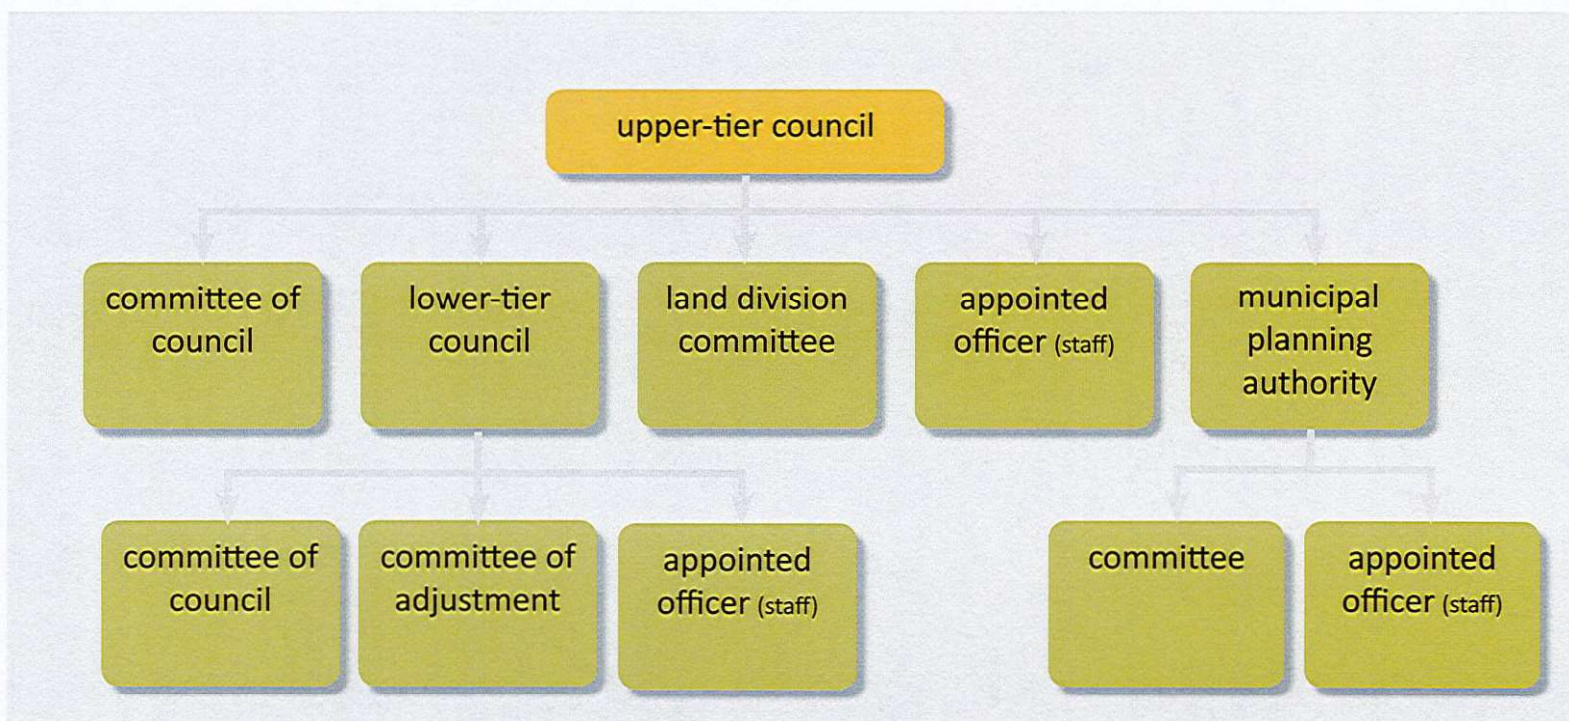 upper-tier council
committee of
council
lower-tier
council
land division
committee
appointed
officer (staff)
municipal
planning
authority
committee of
council
committee of
adjustment
appointed
officer (staff)
committee
appointed
officer (staff)